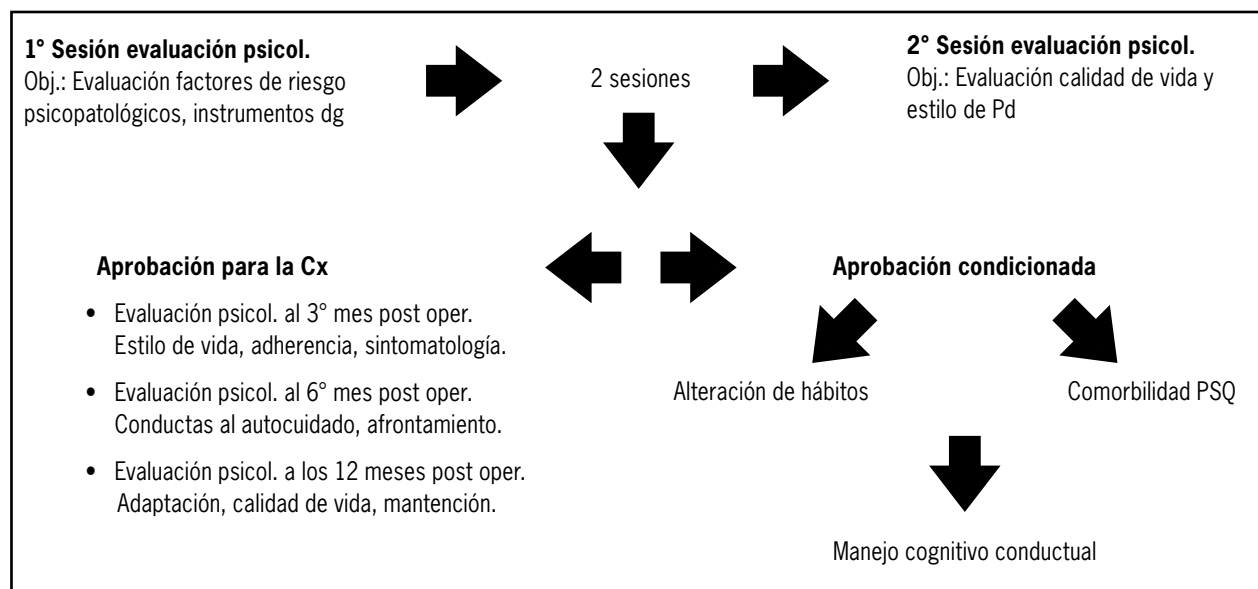 1° Sesión evaluación psicol.
Obj.: Evaluación factores de riesgo
psicopatológicos, instrumentos dg
2 sesiones
2° Sesión evaluación psicol.
Obj.: Evaluación calidad de vida y
estilo de Pd
Aprobación para la Cx
• Evaluación psicol. al 3° mes post oper.
Estilo de vida, adherencia, sintomatología.
• Evaluación psicol. al 6° mes post oper.
Conductas al autocuidado, afrontamiento.
• Evaluación psicol. a los 12 meses post oper.
Adaptación, calidad de vida, mantención.
Aprobación condicionada
Alteración de hábitos
Comorbilidad PSQ
Manejo cognitivo conductual